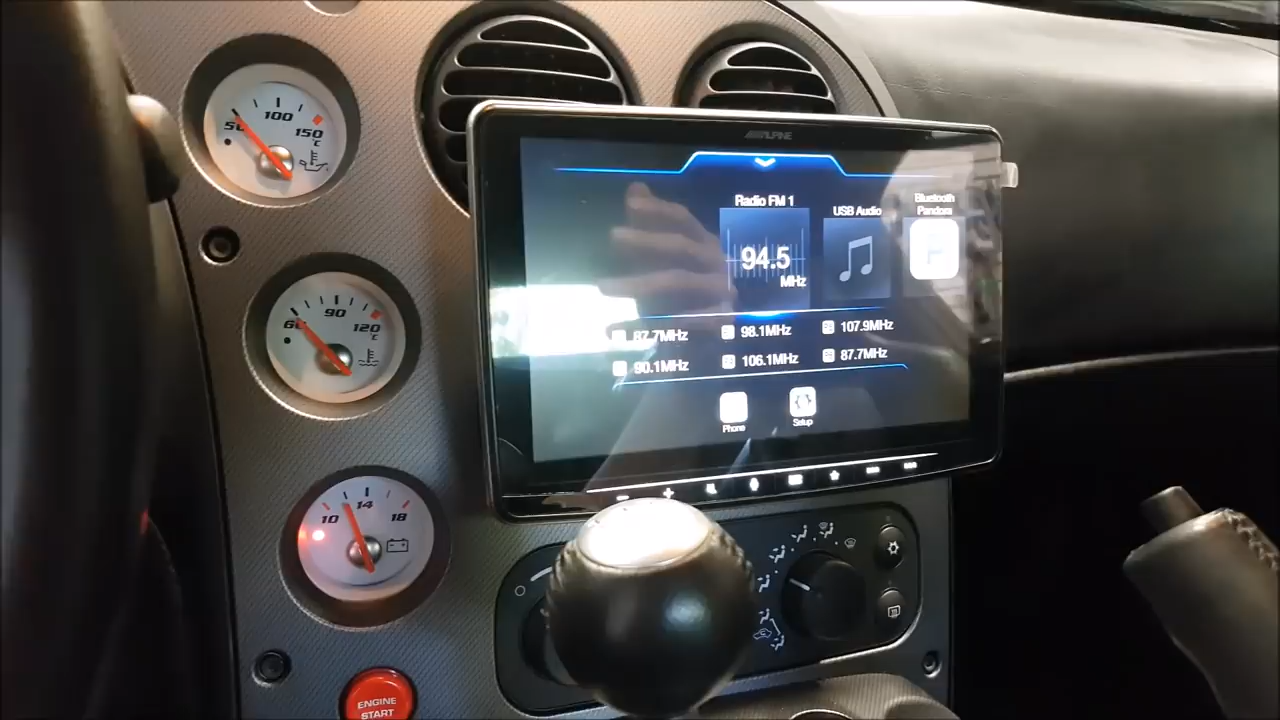 50 100 150
°C
60 90 120
°C
10 14 18
ENGINE
START
ALPINE
Radio FM 1
94.5
MHz
USB Audio
Bluetooth
Pandora
87.7MHz 98.1MHz 107.9MHz
90.1MHz 106.1MHz 87.7MHz
Phone Setup